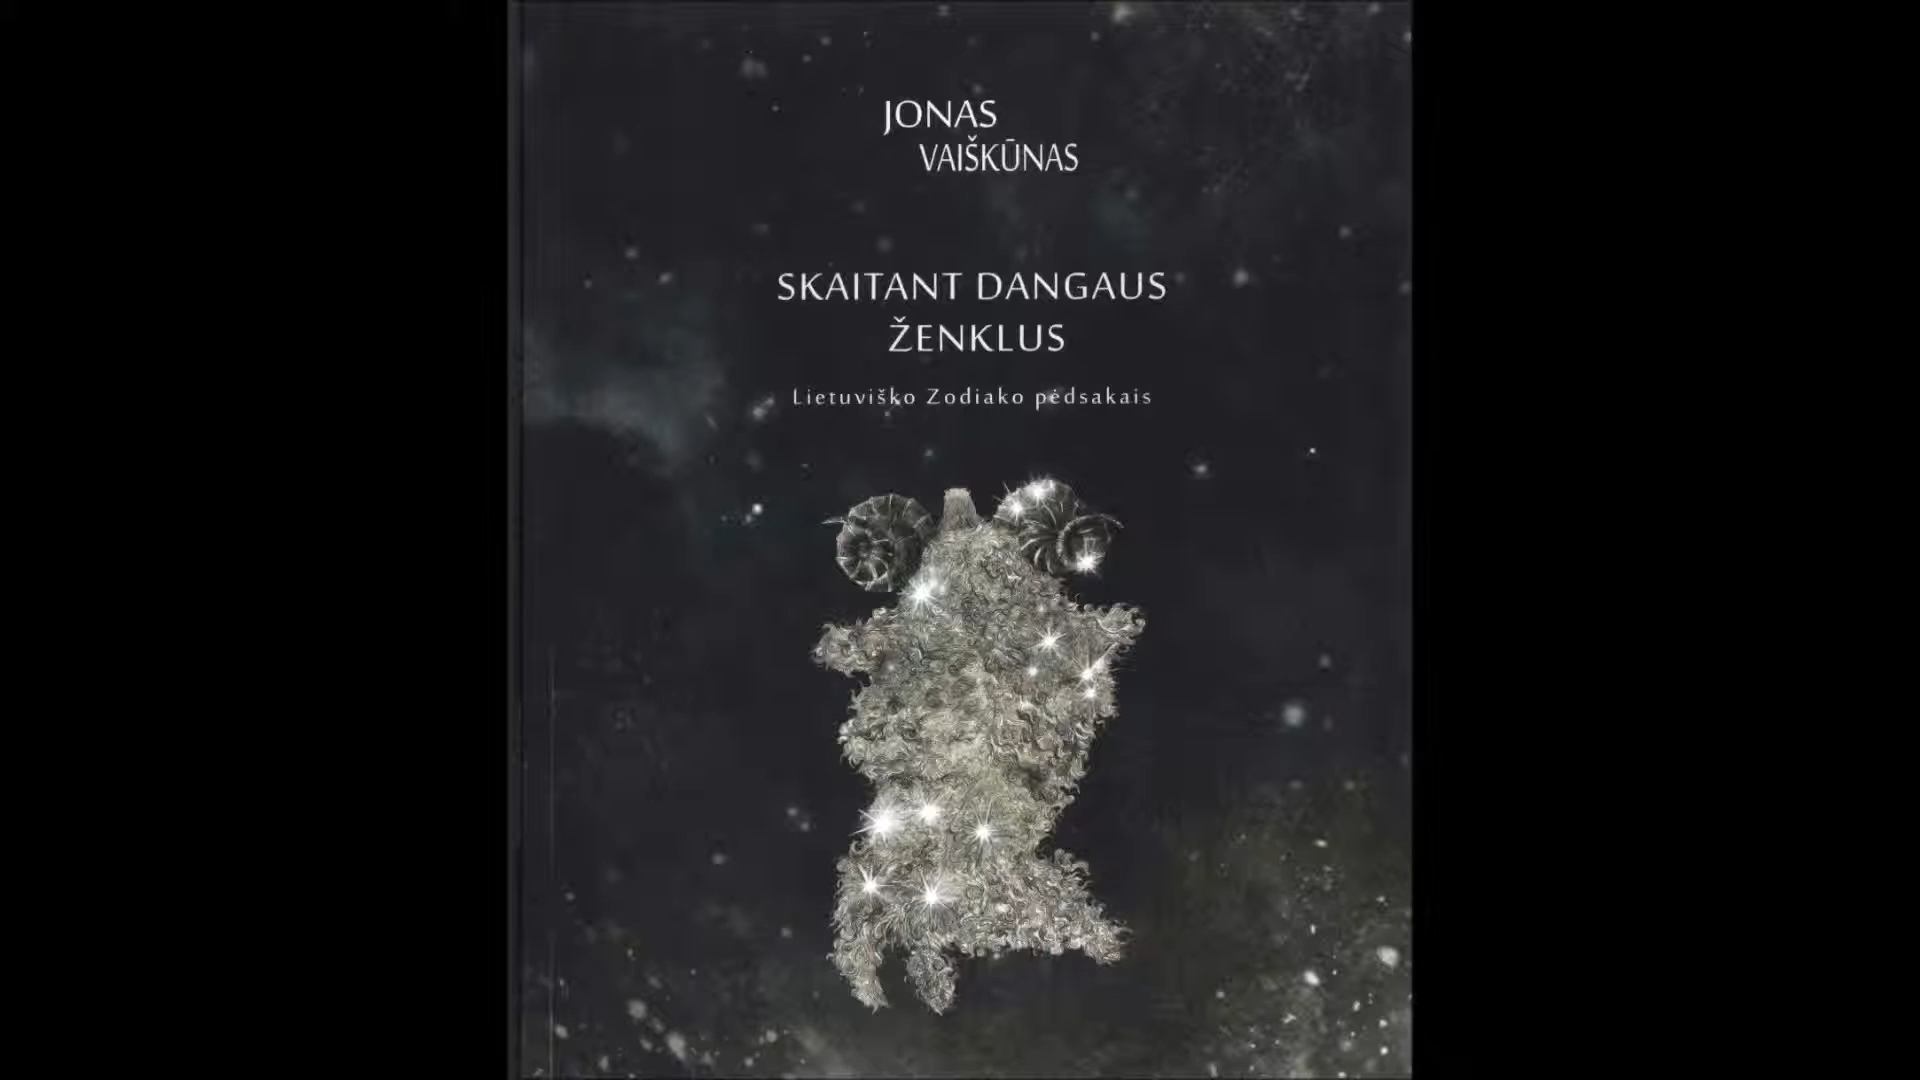 JONAS
VAIŠKŪNAS
SKAITANT DANGAUS
ŽENKLUS
Lietuviško Zodiako pėdsakais